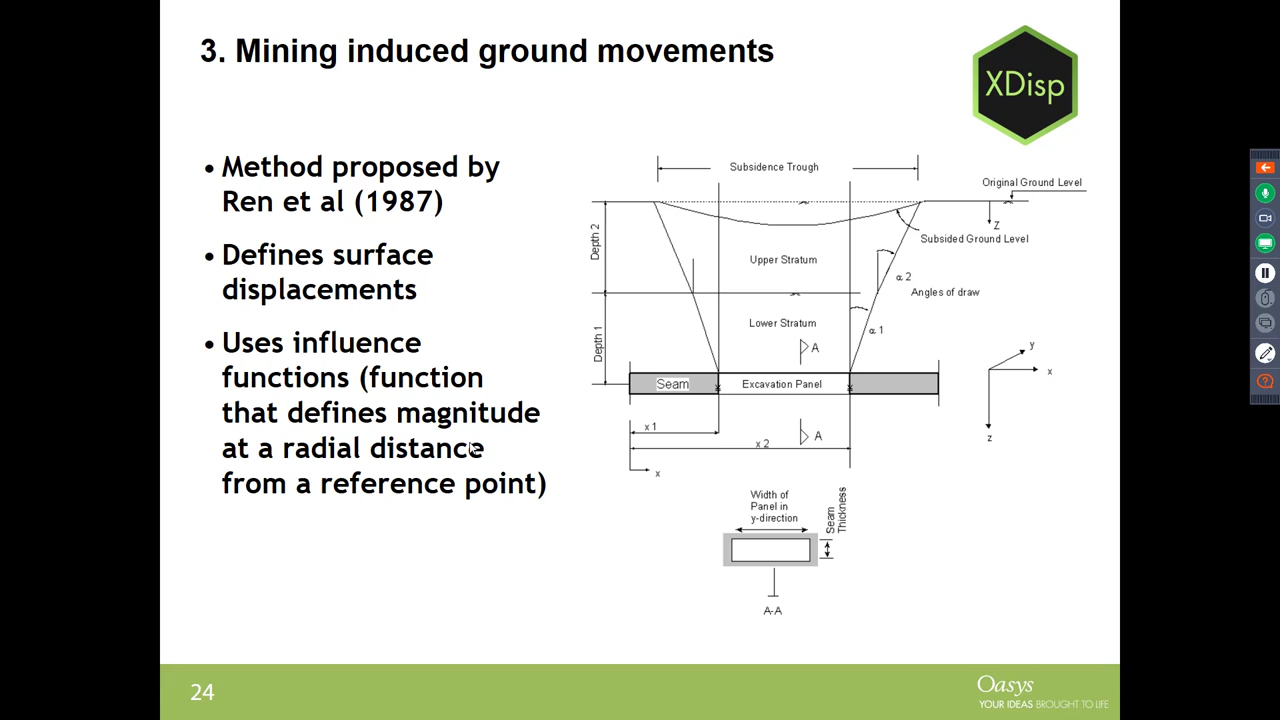 3. Mining induced ground movements
XDisp
• Method proposed by
Ren et al (1987)
• Defines surface
displacements
• Uses influence
functions (function
that defines magnitude
at a radial distance
from a reference point)
Subsidence Trough
Original Ground Level
Z
Subsided Ground Level
Depth 2
Upper Stratum
α 2
Angles of draw
Depth 1
Lower Stratum
α 1
A
Seam
Excavation Panel
y
x
z
x 1
A
x 2
x
Width of
Panel in
y-direction
Seam
Thickness
A-A
24
Oasys
YOUR IDEAS BROUGHT TO LIFE